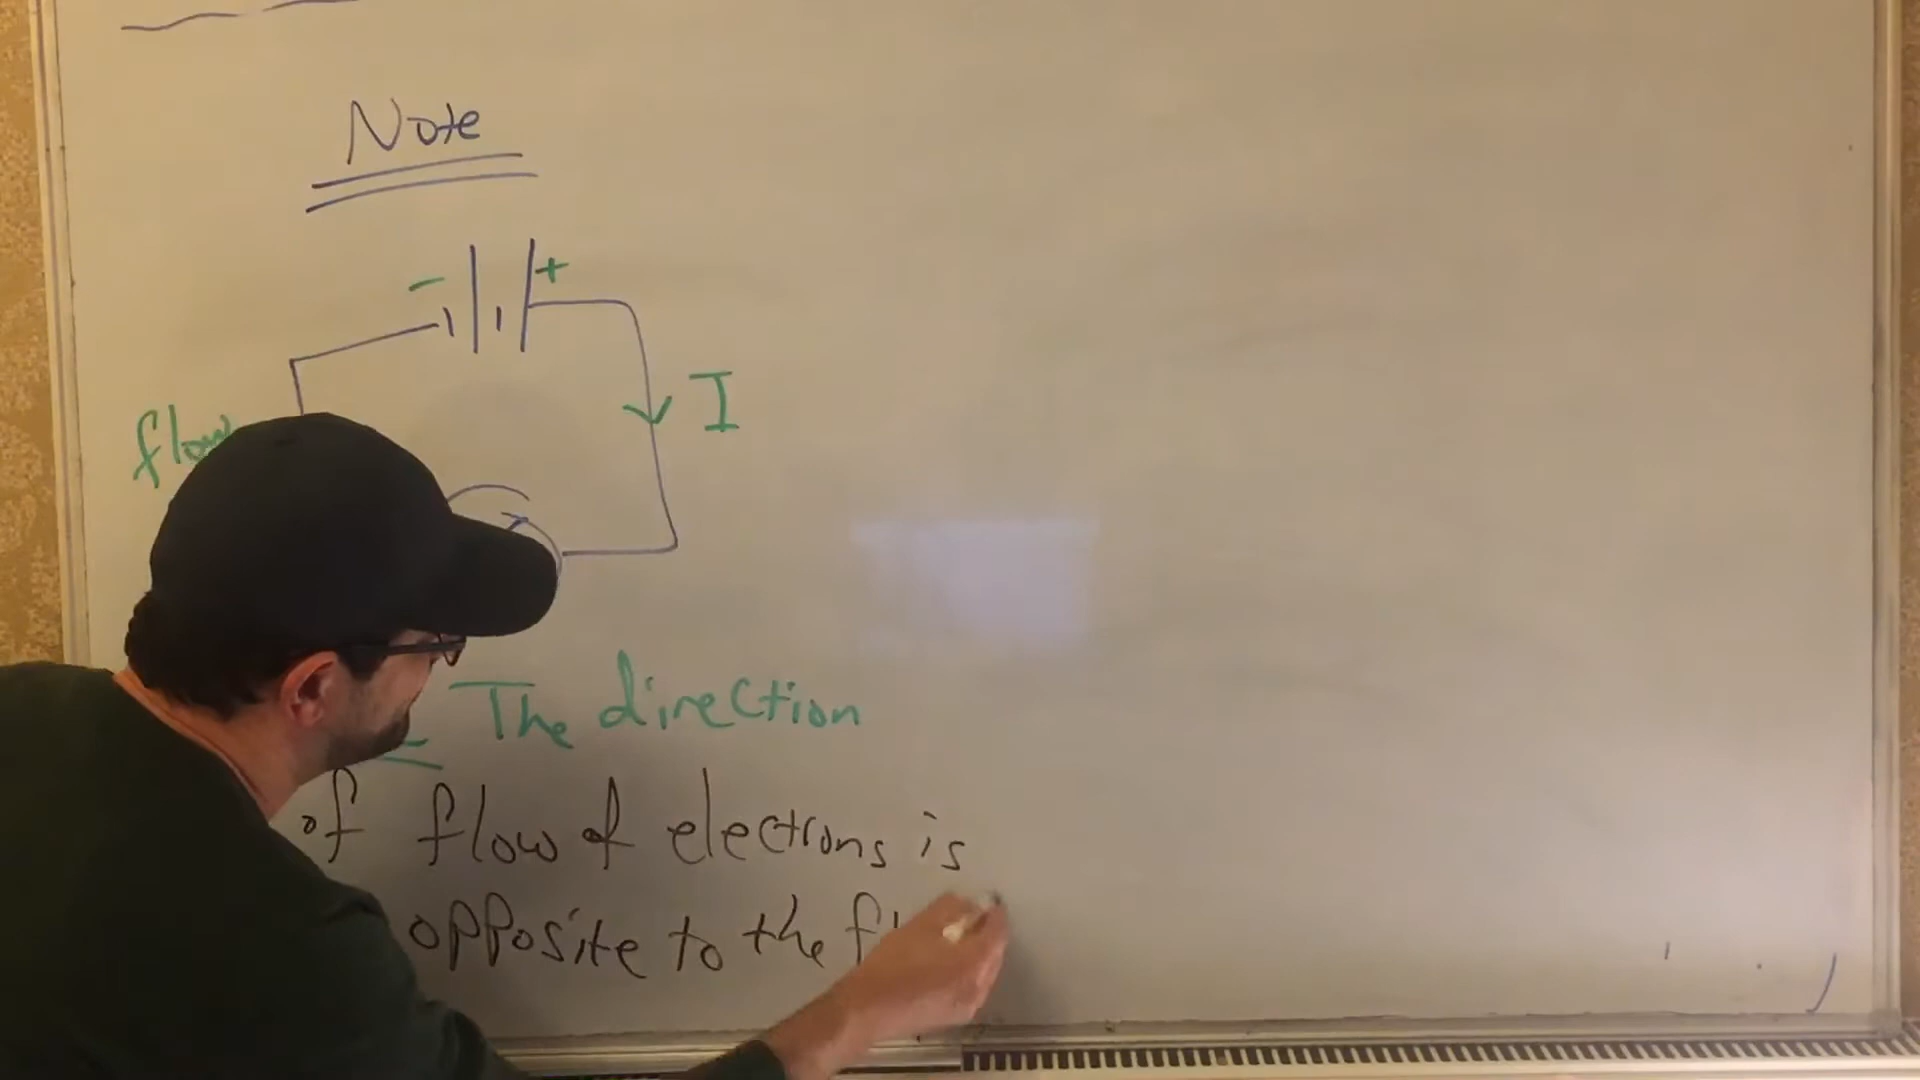 Note
- +
I
flow
The direction
of flow of electrons is
opposite to the